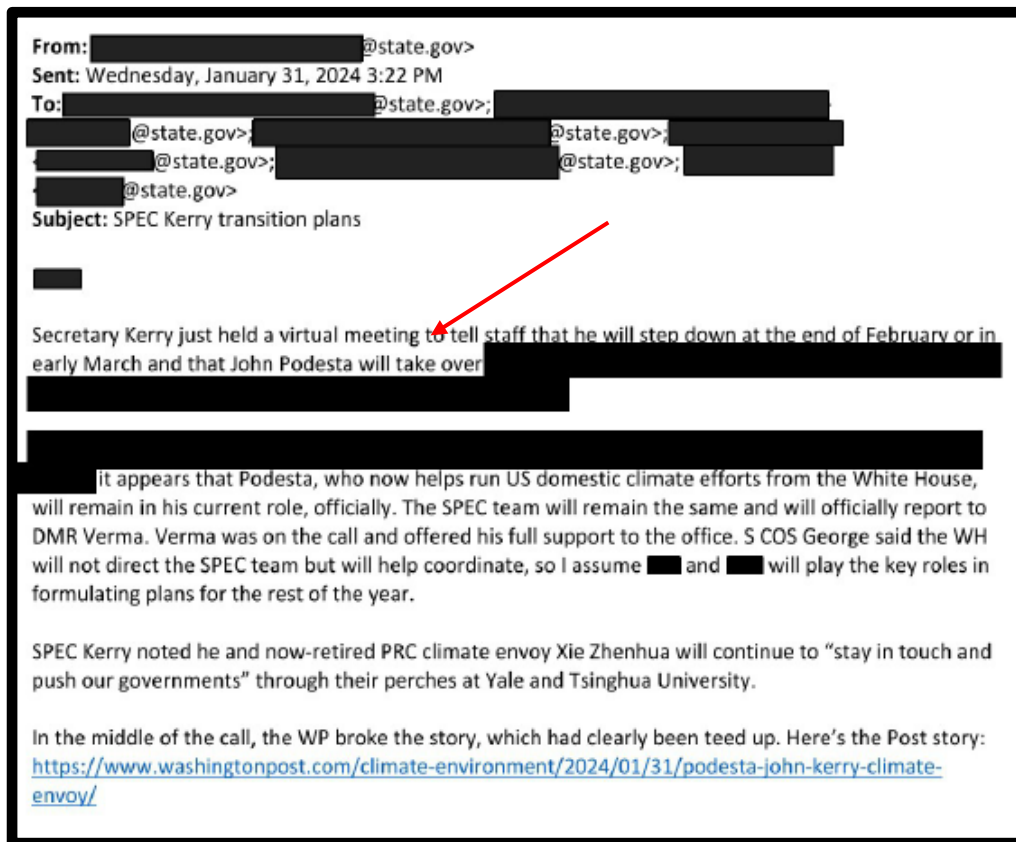 From: @state.gov>
Sent: Wednesday, January 31, 2024 3:22 PM
To: @state.gov>;
@state.gov>; @state.gov>;
@state.gov>; @state.gov>;
@state.gov>
Subject: SPEC Kerry transition plans
Secretary Kerry just held a virtual meeting to tell staff that he will step down at the end of February or in
early March and that John Podesta will take over
it appears that Podesta, who now helps run US domestic climate efforts from the White House,
will remain in his current role, officially. The SPEC team will remain the same and will officially report to
DMR Verma. Verma was on the call and offered his full support to the office. S COS George said the WH
will not direct the SPEC team but will help coordinate, so I assume and will play the key roles in
formulating plans for the rest of the year.
SPEC Kerry noted he and now-retired PRC climate envoy Xie Zhenhua will continue to “stay in touch and
push our governments” through their perches at Yale and Tsinghua University.
In the middle of the call, the WP broke the story, which had clearly been teed up. Here’s the Post story:
https://www.washingtonpost.com/climate-environment/2024/01/31/podesta-john-kerry-climate-
envoy/